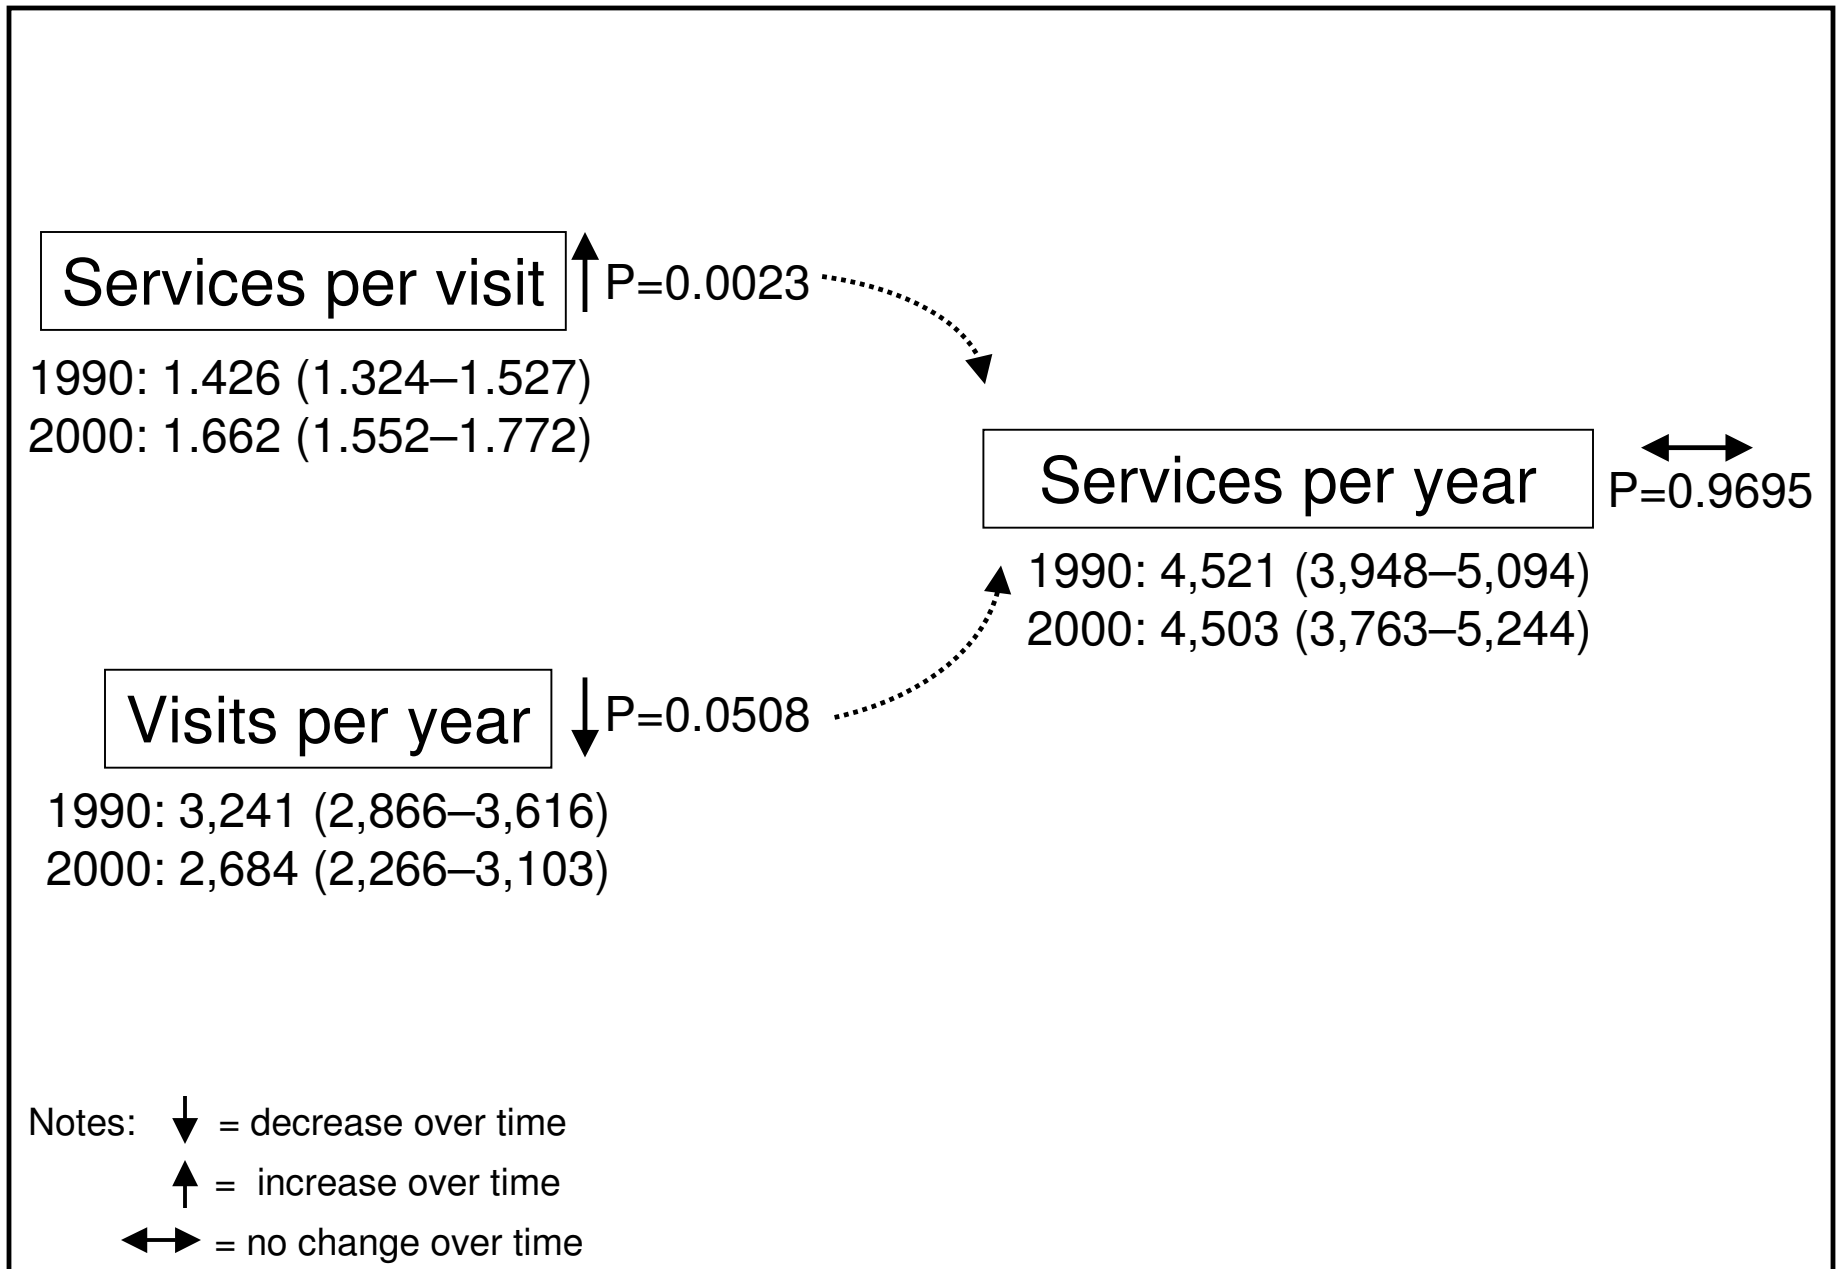 Services per visit
P=0.0023
1990: 1.426 (1.324–1.527)
2000: 1.662 (1.552–1.772)
Services per year
P=0.9695
1990: 4,521 (3,948–5,094)
2000: 4,503 (3,763–5,244)
Visits per year
P=0.0508
1990: 3,241 (2,866–3,616)
2000: 2,684 (2,266–3,103)
Notes: ↓ = decrease over time
↑ = increase over time
↔ = no change over time